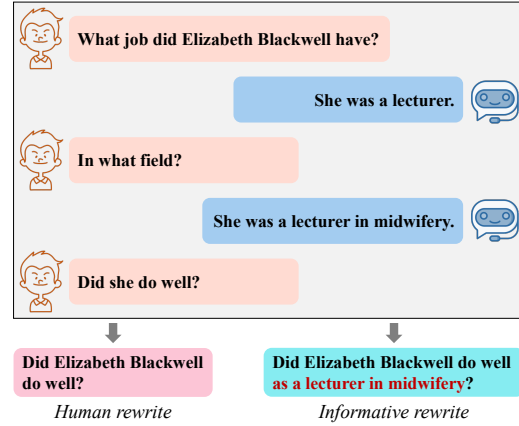 What job did Elizabeth Blackwell have?
She was a lecturer.
In what field?
She was a lecturer in midwifery.
Did she do well?
Did Elizabeth Blackwell
do well?
Human rewrite
Did Elizabeth Blackwell do well
as a lecturer in midwifery?
Informative rewrite